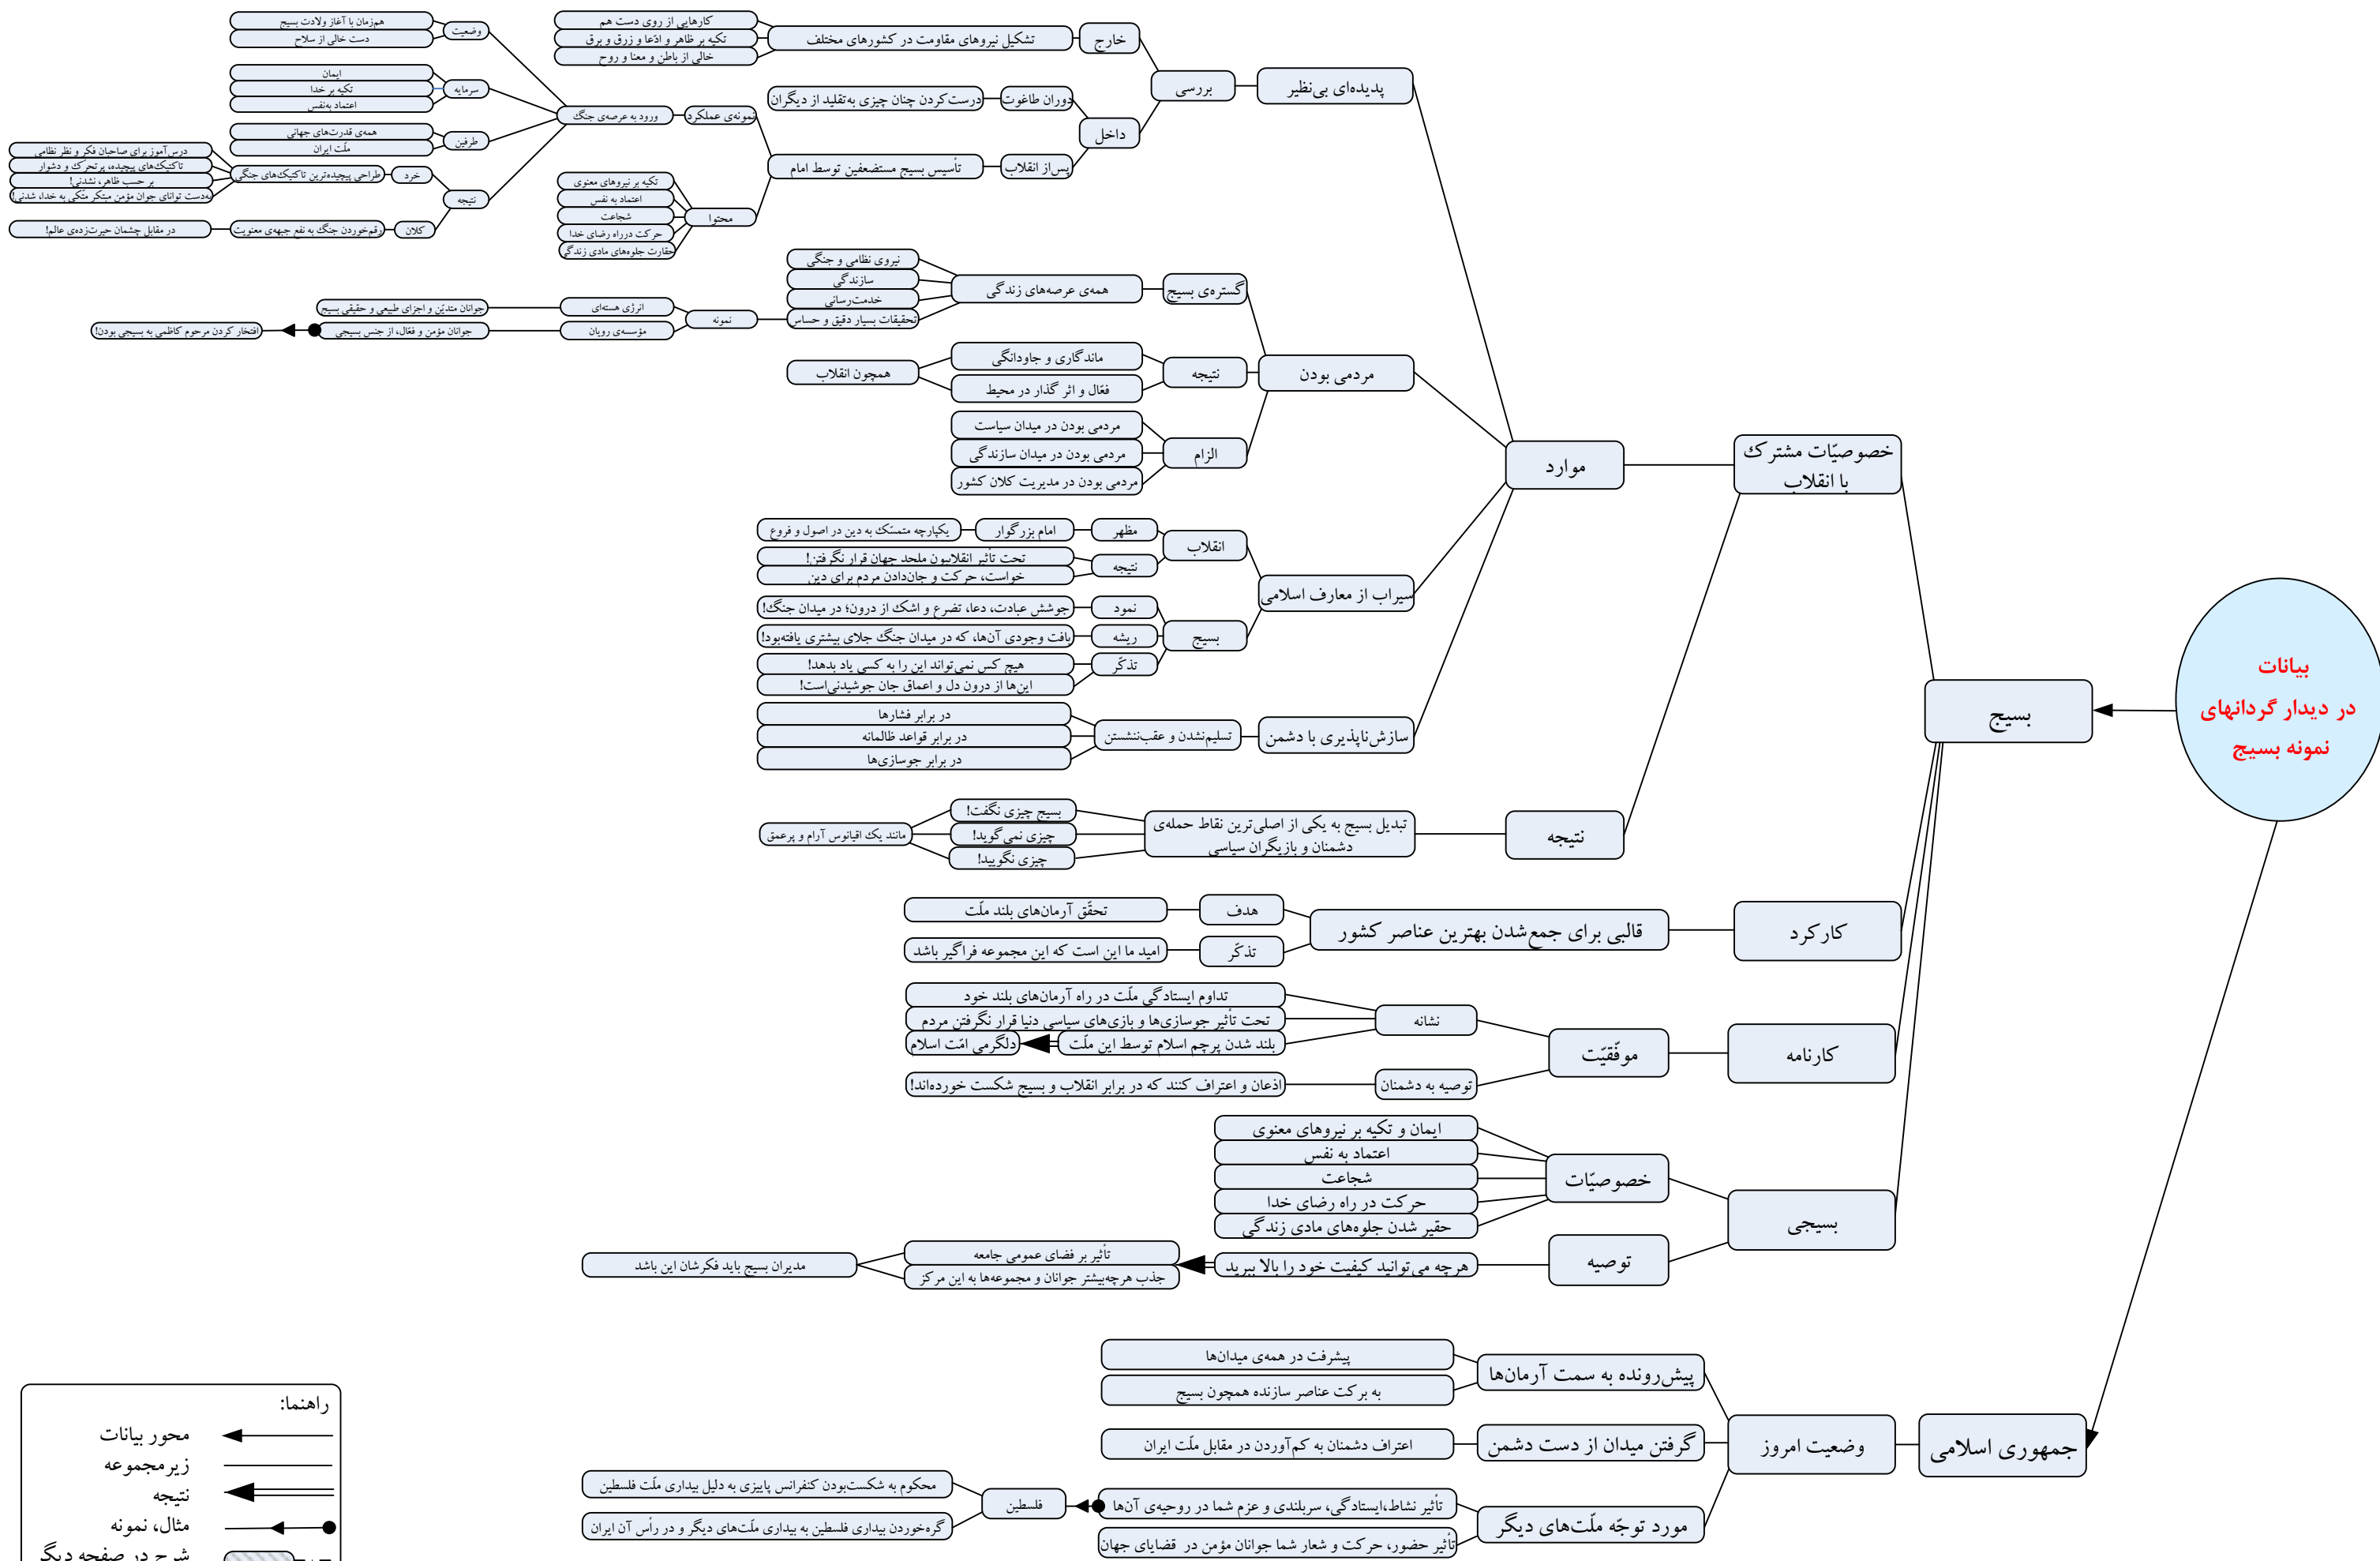 بیانات
در دیدار گردانهای
نمونه بسیج
بسیج
خصوصیّات مشترک
با انقلاب
موارد
پدیده‌ای بی‌نظیر
بررسی
خارج
تشکیل نیروهای مقاومت در کشورهای مختلف
کارهایی از روی دست هم
تکیه بر ظاهر و ادّعا و زرق و برق
خالی از باطن و معنا و روح
داخل
دوران طاغوت
درست‌کردن چنان چیزی به‌تقلید از دیگران
پس‌از انقلاب
تأسیس بسیج مستضعفین توسط امام
نمونه‌ی عملکرد
ورود به عرصه‌ی جنگ
وضعیت
هم‌زمان با آغاز ولادت بسیج
دست خالی از سلاح
سرمایه
ایمان
تکیه بر خدا
اعتماد به‌نفس
طرفین
همه‌ی قدرت‌های جهانی
ملّت ایران
نتیجه
خرد
طراحی پیچیده‌ترین تاکتیک‌های جنگی
درس‌آموز برای صاحبان فکر و نظر نظامی
تاکتیک‌های پیچیده، پرتحرّک و دشوار
بر حسب ظاهر، نشدنی!
به‌دست توانای جوان مؤمن مبتکر متّکی به خدا، شدنی!
کلان
رقم‌خوردن جنگ به نفع جبهه‌ی معنویت
در مقابل چشمان حیرت‌زده‌ی عالم!
محتوا
تکیه بر نیروهای معنوی
اعتماد به نفس
شجاعت
حرکت درراه رضای خدا
حقارت جلوه‌های مادی زندگی
مردمی بودن
گستره‌ی بسیج
همه‌ی عرصه‌های زندگی
نیروی نظامی و جنگی
سازندگی
خدمت‌رسانی
تحقیقات بسیار دقیق و حساس
نمونه
انرژی هسته‌ای
جوانان متدیّن و اجزای طبیعی و حقیقی بسیج
مؤسسه‌ی رویان
جوانان مؤمن و فعّال، از جنس بسیجی
افتخار کردن مرحوم کاظمی به بسیجی بودن!
نتیجه
ماندگاری و جاودانگی
فعّال و اثر گذار در محیط
همچون انقلاب
الزام
مردمی بودن در میدان سیاست
مردمی بودن در میدان سازندگی
مردمی بودن در مدیریت کلان کشور
سیراب از معارف اسلامی
انقلاب
مظهر
امام بزرگوار
یکپارچه متمسّک به دین در اصول و فروع
نتیجه
تحت تأثیر انقلابیون ملحد جهان قرار نگرفتن!
خواست، حرکت و جان‌دادن مردم برای دین
بسیج
نمود
جوشش عبادت، دعا، تضرع و اشک از درون؛ در میدان جنگ!
ریشه
بافت وجودی آن‌ها، که در میدان جنگ جلای بیشتری یافته‌بود!
تذکّر
هیچ کس نمی‌تواند این را به کسی یاد بدهد!
این‌ها از درون دل و اعماق جان جوشیدنی‌است!
سازش‌ناپذیری با دشمن
تسلیم‌نشدن و عقب‌ننشستن
در برابر فشارها
در برابر قواعد ظالمانه
در برابر جوسازی‌ها
نتیجه
تبدیل بسیج به یکی از اصلی‌ترین نقاط حمله‌ی
دشمنان و بازیگران سیاسی
بسیج چیزی نگفت!
چیزی نمی‌گوید!
چیزی نگویید!
مانند یک اقیانوس آرام و پرعمق
کارکرد
قالبی برای جمع‌شدن بهترین عناصر کشور
هدف
تحقّق آرمان‌های بلند ملّت
تذکّر
امید ما این است که این مجموعه فراگیر باشد
کارنامه
موفّقیّت
نشانه
تداوم ایستادگی ملّت در راه آرمان‌های بلند خود
تحت تأثیر جوسازی‌ها و بازی‌های سیاسی دنیا قرار نگرفتن مردم
بلند شدن پرچم اسلام توسط این ملّت
دلگرمی امّت اسلام
توصیه به دشمنان
اذعان و اعتراف کنند که در برابر انقلاب و بسیج شکست خورده‌اند!
بسیجی
خصوصیّات
ایمان و تکیه بر نیروهای معنوی
اعتماد به نفس
شجاعت
حرکت در راه رضای خدا
حقیر شدن جلوه‌های مادی زندگی
توصیه
هرچه می‌توانید کیفیت خود را بالا ببرید
تأثیر بر فضای عمومی جامعه
جذب هرچه‌بیشتر جوانان و مجموعه‌ها به این مرکز
مدیران بسیج باید فکرشان این باشد
جمهوری اسلامی
وضعیت امروز
پیش‌رونده به سمت آرمان‌ها
پیشرفت در همه‌ی میدان‌ها
به برکت عناصر سازنده همچون بسیج
گرفتن میدان از دست دشمن
اعتراف دشمنان به کم‌آوردن در مقابل ملّت ایران
مورد توجّه ملّت‌های دیگر
تأثیر نشاط،ایستادگی، سربلندی و عزم شما در روحیه‌ی آن‌ها
فلسطین
محکوم به شکست‌بودن کنفرانس پاییزی به دلیل بیداری ملّت فلسطین
گره‌خوردن بیداری فلسطین به بیداری ملّت‌های دیگر و در رأس آن ایران
تأثیر حضور، حرکت و شعار شما جوانان مؤمن در قضایای جهان
راهنما:
محور بیانات
زیرمجموعه
نتیجه
مثال، نمونه
شرح در صفحه دیگر